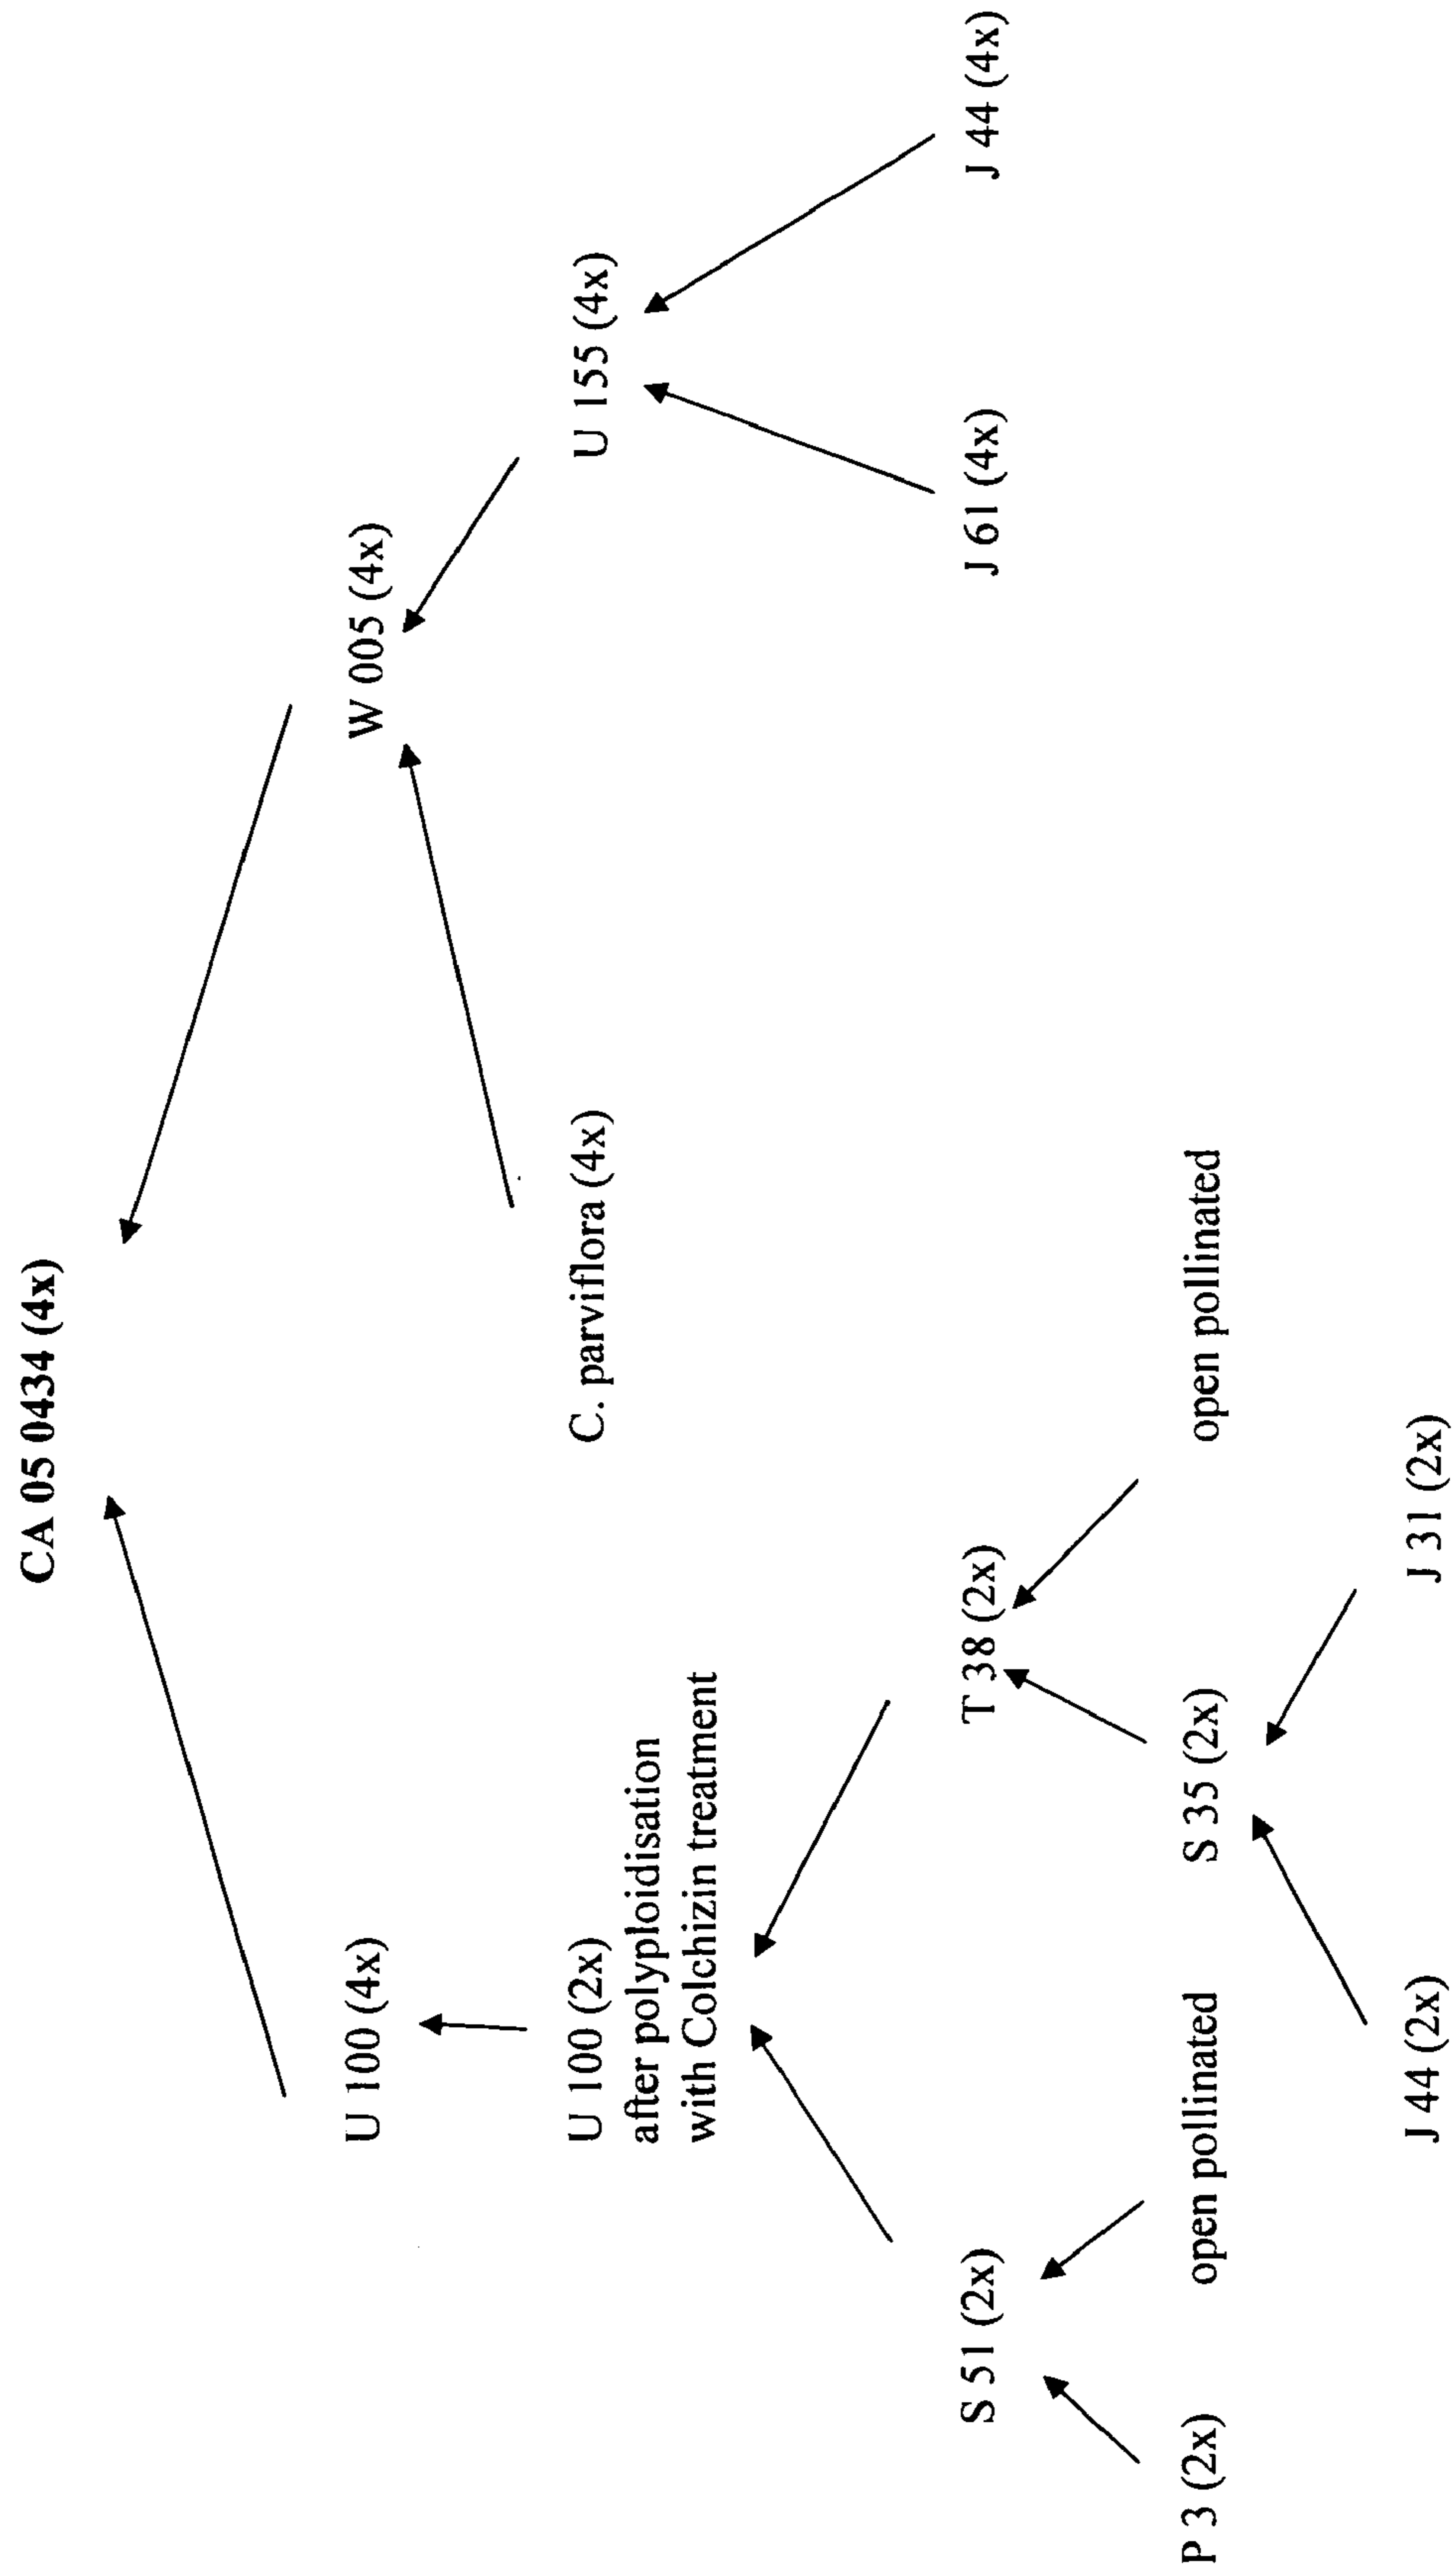 CA 05 0434 (4x)
U 100 (4x)
W 005 (4x)
U 100 (2x)
after polyploidisation
with Colchizin treatment
C. parviflora (4x)
U 155 (4x)
S 51 (2x)
T 38 (2x)
J 61 (4x)
J 44 (4x)
P 3 (2x)
open pollinated
S 35 (2x)
open pollinated
J 44 (2x)
J 31 (2x)